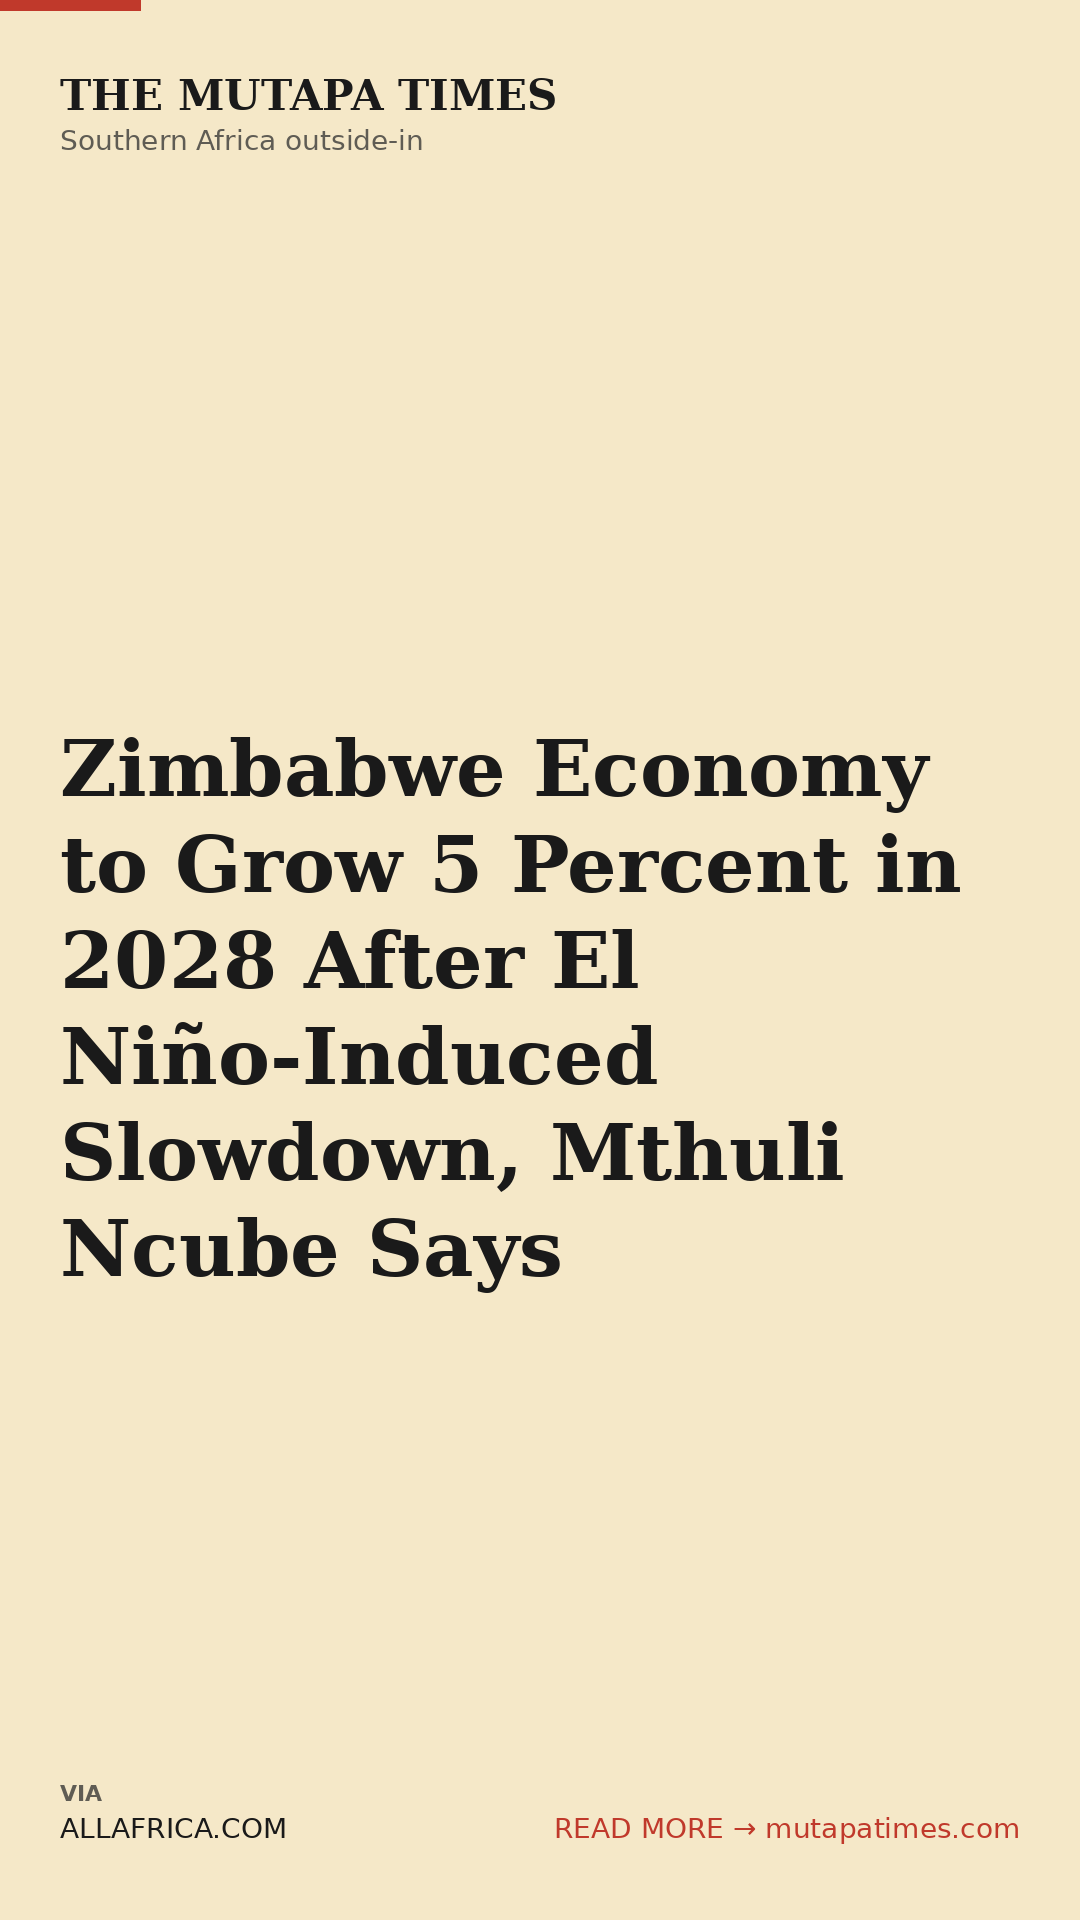 THE MUTAPA TIMES
Southern Africa outside-in
Zimbabwe Economy
to Grow 5 Percent in
2028 After El
Niño-Induced
Slowdown, Mthuli
Ncube Says
VIA
ALLAFRICA.COM
READ MORE → mutapatimes.com